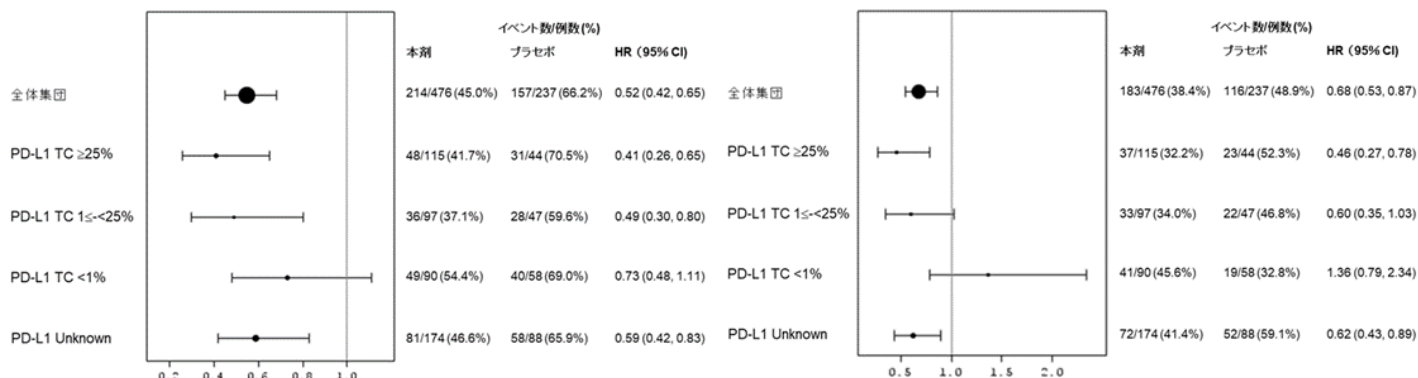 イベント数/例数(%)
本剤 プラセボ HR (95% CI)
全体集団 214/476 (45.0%) 157/237 (66.2%) 0.52 (0.42, 0.65)
PD-L1 TC ≥25% 48/115 (41.7%) 31/44 (70.5%) 0.41 (0.26, 0.65)
PD-L1 TC 1≤-<25% 36/97 (37.1%) 28/47 (59.6%) 0.49 (0.30, 0.80)
PD-L1 TC <1% 49/90 (54.4%) 40/58 (69.0%) 0.73 (0.48, 1.11)
PD-L1 Unknown 81/174 (46.6%) 58/88 (65.9%) 0.59 (0.42, 0.83)
0.2 0.4 0.6 0.8 1.0
イベント数/例数(%)
本剤 プラセボ HR (95% CI)
全体集団 183/476 (38.4%) 116/237 (48.9%) 0.68 (0.53, 0.87)
PD-L1 TC ≥25% 37/115 (32.2%) 23/44 (52.3%) 0.46 (0.27, 0.78)
PD-L1 TC 1≤-<25% 33/97 (34.0%) 22/47 (46.8%) 0.60 (0.35, 1.03)
PD-L1 TC <1% 41/90 (45.6%) 19/58 (32.8%) 1.36 (0.79, 2.34)
PD-L1 Unknown 72/174 (41.4%) 52/88 (59.1%) 0.62 (0.43, 0.89)
0.5 1.0 1.5 2.0